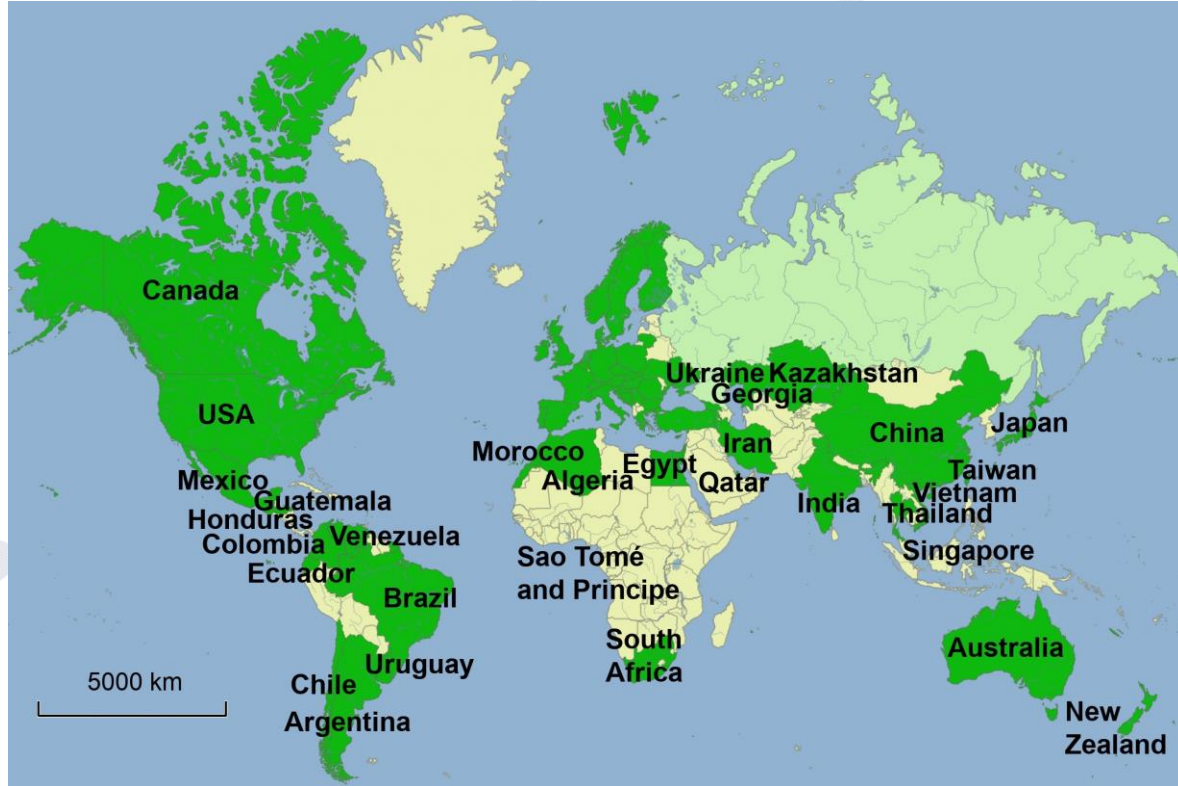 Canada
USA
Mexico
Guatemala
Honduras
Colombia
Venezuela
Ecuador
Brazil
Uruguay
Chile
Argentina
5000 km
Ukraine
Kazakhstan
Georgia
Morocco
Algeria
Egypt
Iran
Qatar
Sao Tomé
and Principe
South
Africa
China
Japan
Taiwan
India
Vietnam
Thailand
Singapore
Australia
New
Zealand